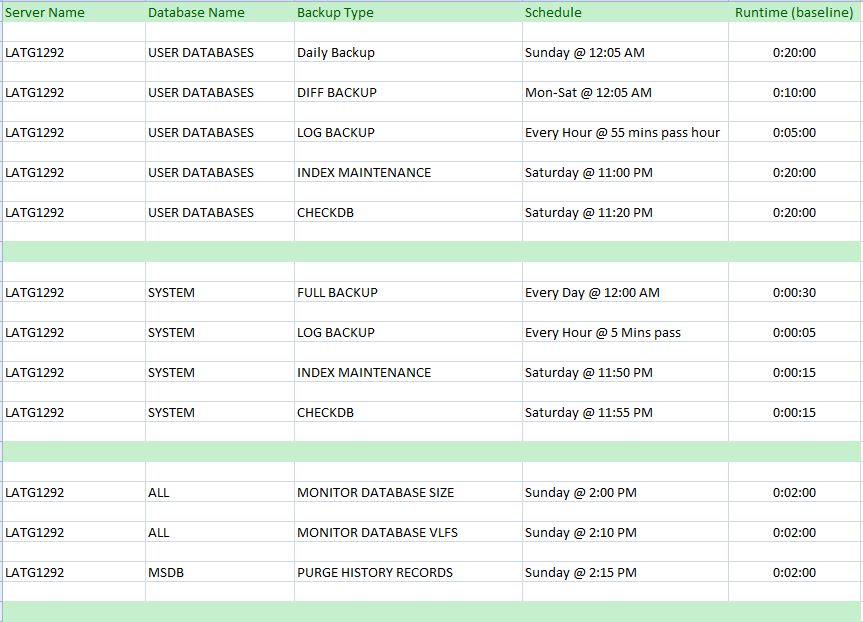 Server Name Database Name Backup Type Schedule Runtime (baseline)
LATG1292 USER DATABASES Daily Backup Sunday @ 12:05 AM 0:20:00
LATG1292 USER DATABASES DIFF BACKUP Mon-Sat @ 12:05 AM 0:10:00
LATG1292 USER DATABASES LOG BACKUP Every Hour @ 55 mins pass hour 0:05:00
LATG1292 USER DATABASES INDEX MAINTENANCE Saturday @ 11:00 PM 0:20:00
LATG1292 USER DATABASES CHECKDB Saturday @ 11:20 PM 0:20:00
LATG1292 SYSTEM FULL BACKUP Every Day @ 12:00 AM 0:00:30
LATG1292 SYSTEM LOG BACKUP Every Hour @ 5 Mins pass 0:00:05
LATG1292 SYSTEM INDEX MAINTENANCE Saturday @ 11:50 PM 0:00:15
LATG1292 SYSTEM CHECKDB Saturday @ 11:55 PM 0:00:15
LATG1292 ALL MONITOR DATABASE SIZE Sunday @ 2:00 PM 0:02:00
LATG1292 ALL MONITOR DATABASE VLFS Sunday @ 2:10 PM 0:02:00
LATG1292 MSDB PURGE HISTORY RECORDS Sunday @ 2:15 PM 0:02:00